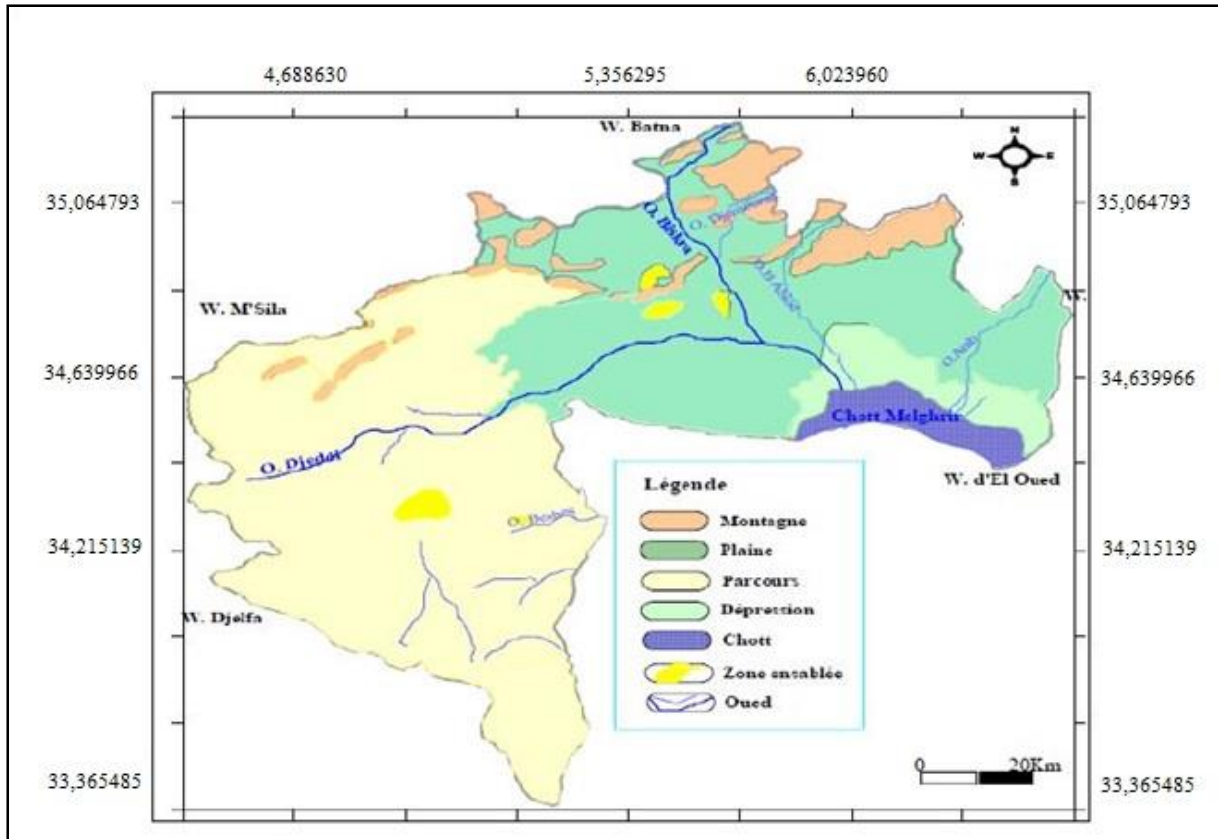 4,688630 5,356295 6,023960
W. Batna
N
W E
S
35,064793 35,064793
O. Biskra
W. M'Sila
W.
34,639966 34,639966
Chott Melghir
O. Djedai
W. d'El Oued
Légende
Montagne
Plaine
34,215139 34,215139
Parcours
Dépression
W. Djelfa
Chott
Zone ensablée
Oued
0 20Km
33,365485 33,365485